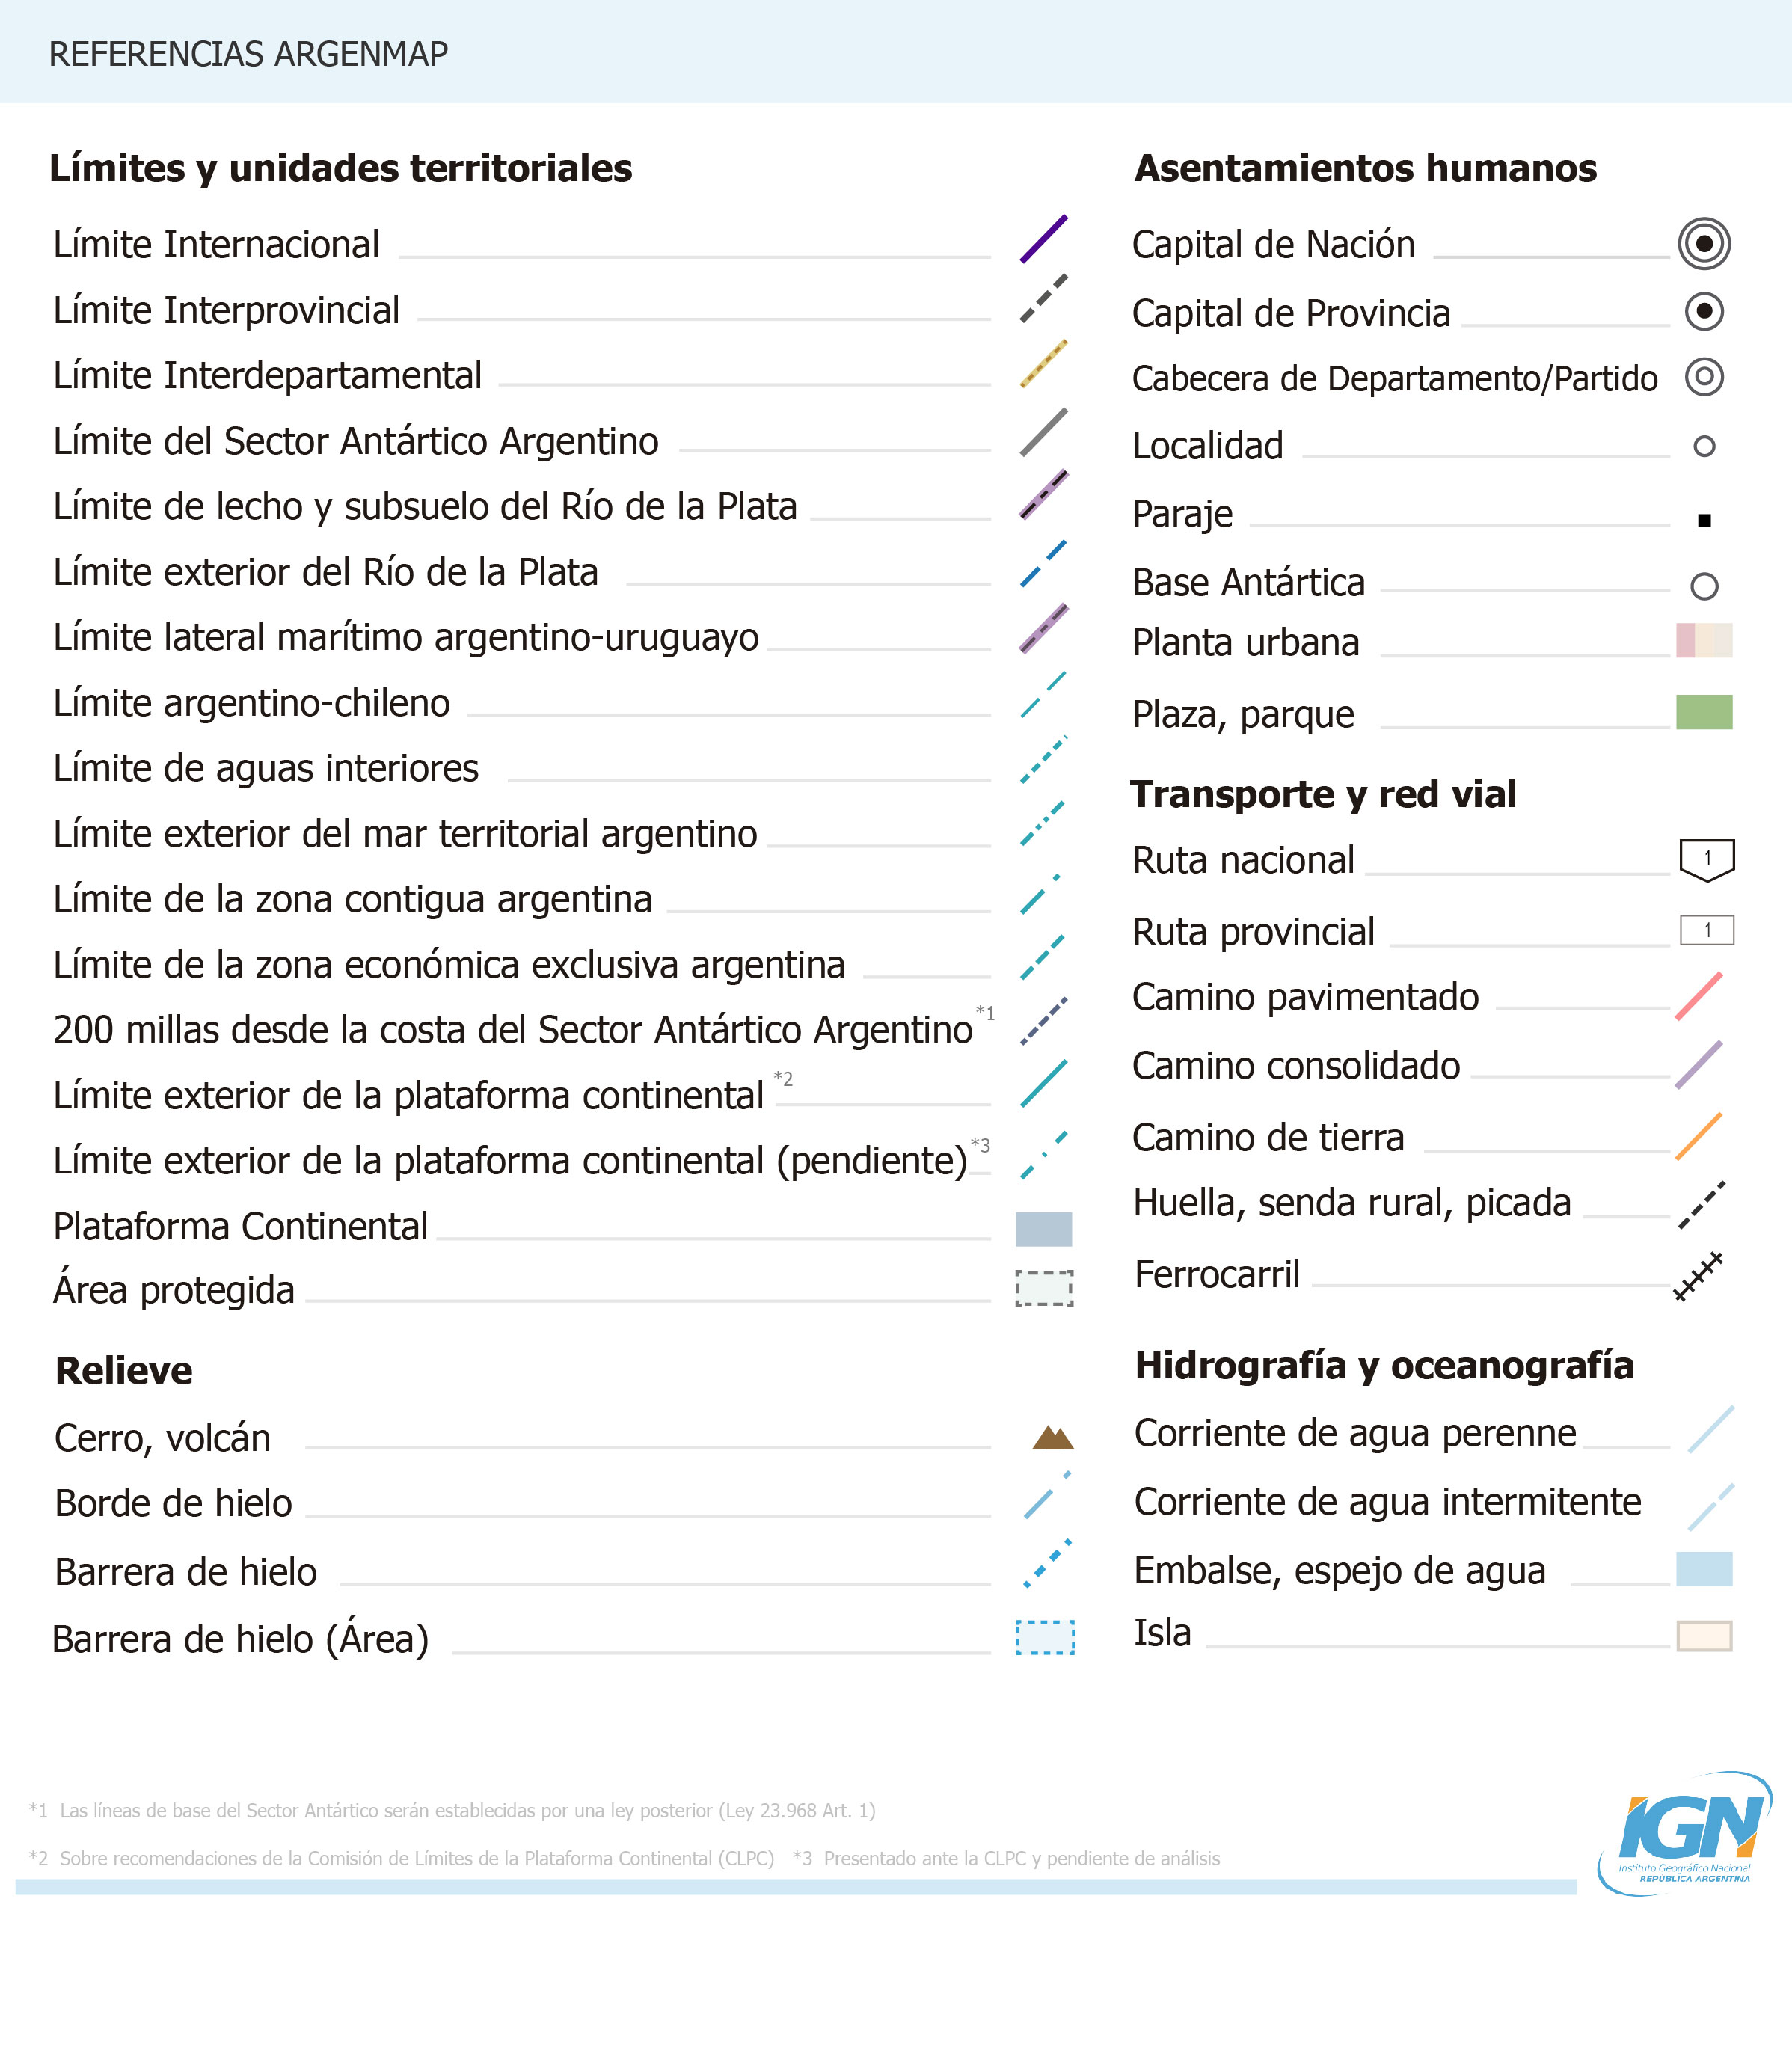 REFERENCIAS ARGENMAP
Límites y unidades territoriales
Límite Internacional
Límite Interprovincial
Límite Interdepartamental
Límite del Sector Antártico Argentino
Límite de lecho y subsuelo del Río de la Plata
Límite exterior del Río de la Plata
Límite lateral marítimo argentino-uruguayo
Límite argentino-chileno
Límite de aguas interiores
Límite exterior del mar territorial argentino
Límite de la zona contigua argentina
Límite de la zona económica exclusiva argentina
200 millas desde la costa del Sector Antártico Argentino *1
Límite exterior de la plataforma continental *2
Límite exterior de la plataforma continental (pendiente) *3
Plataforma Continental
Área protegida
Relieve
Cerro, volcán
Borde de hielo
Barrera de hielo
Barrera de hielo (Área)
Asentamientos humanos
Capital de Nación
Capital de Provincia
Cabecera de Departamento/Partido
Localidad
Paraje
Base Antártica
Planta urbana
Plaza, parque
Transporte y red vial
Ruta nacional 1
Ruta provincial 1
Camino pavimentado
Camino consolidado
Camino de tierra
Huella, senda rural, picada
Ferrocarril
Hidrografía y oceanografía
Corriente de agua perenne
Corriente de agua intermitente
Embalse, espejo de agua
Isla
*1 Las líneas de base del Sector Antártico serán establecidas por una ley posterior (Ley 23.968 Art. 1)
*2 Sobre recomendaciones de la Comisión de Límites de la Plataforma Continental (CLPC) *3 Presentado ante la CLPC y pendiente de análisis
IGN
Instituto Geográfico Nacional
REPÚBLICA ARGENTINA